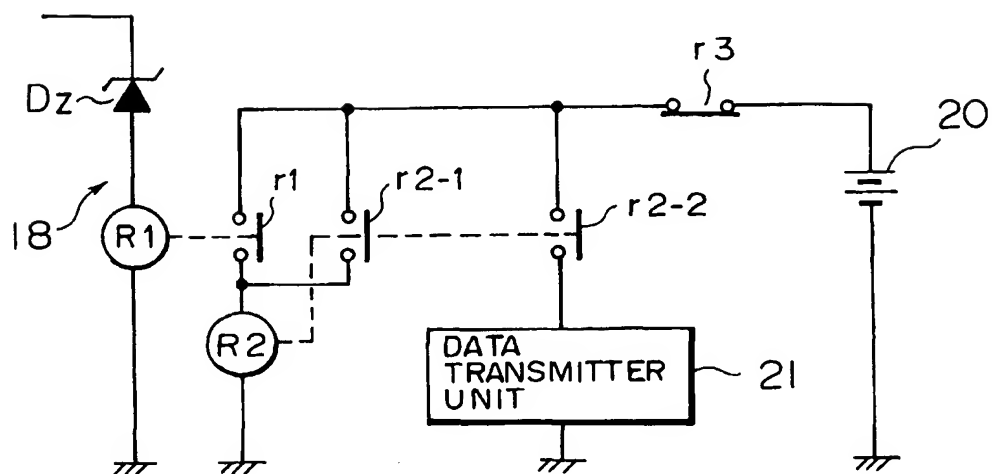 r3
Dz
20
r1
r2-1
r2-2
18
R1
R2
DATA
TRANSMITTER
UNIT
21